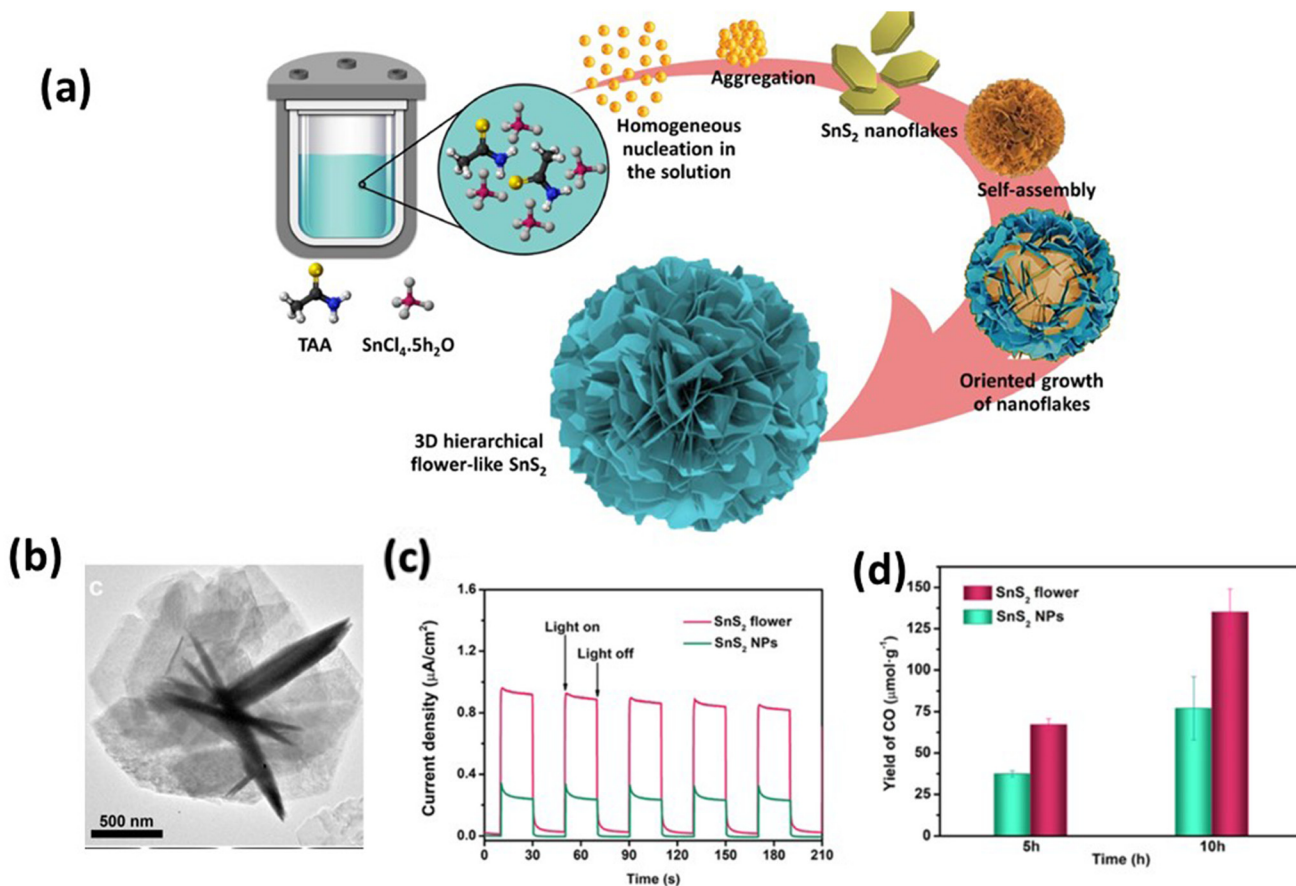 (a)
Homogeneous
nucleation in
the solution
Aggregation
SnS₂ nanoflakes
Self-assembly
Oriented growth
of nanoflakes
3D hierarchical
flower-like SnS₂
TAA
SnCl₄.5h₂O
(b)
C
500 nm
(c)
Current density (μA/cm²)
1.6
1.2
0.8
0.4
0.0
SnS₂ flower
SnS₂ NPs
Light on
Light off
0 30 60 90 120 150 180 210
Time (s)
(d)
Yield of CO (μmol·g⁻¹)
150
125
100
75
50
25
0
SnS₂ flower
SnS₂ NPs
5h 10h
Time (h)